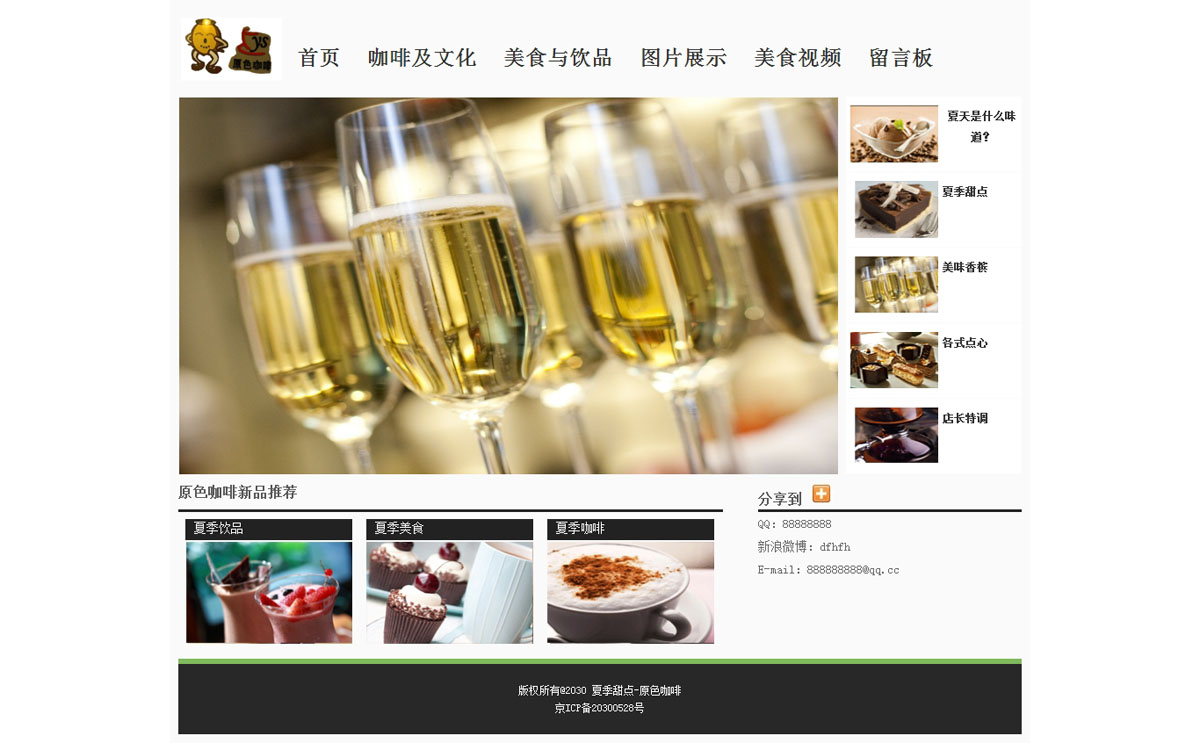 ys
原色咖啡
首页 咖啡及文化 美食与饮品 图片展示 美食视频 留言板
夏天是什么味
道?
夏季甜点
美味香槟
各式点心
店长特调
原色咖啡新品推荐
分享到
夏季饮品 夏季美食 夏季咖啡
QQ: 88888888
新浪微博: dfhfh
E-mail: 888888888@qq.cc
版权所有@2030 夏季甜点-原色咖啡
京ICP备20300528号